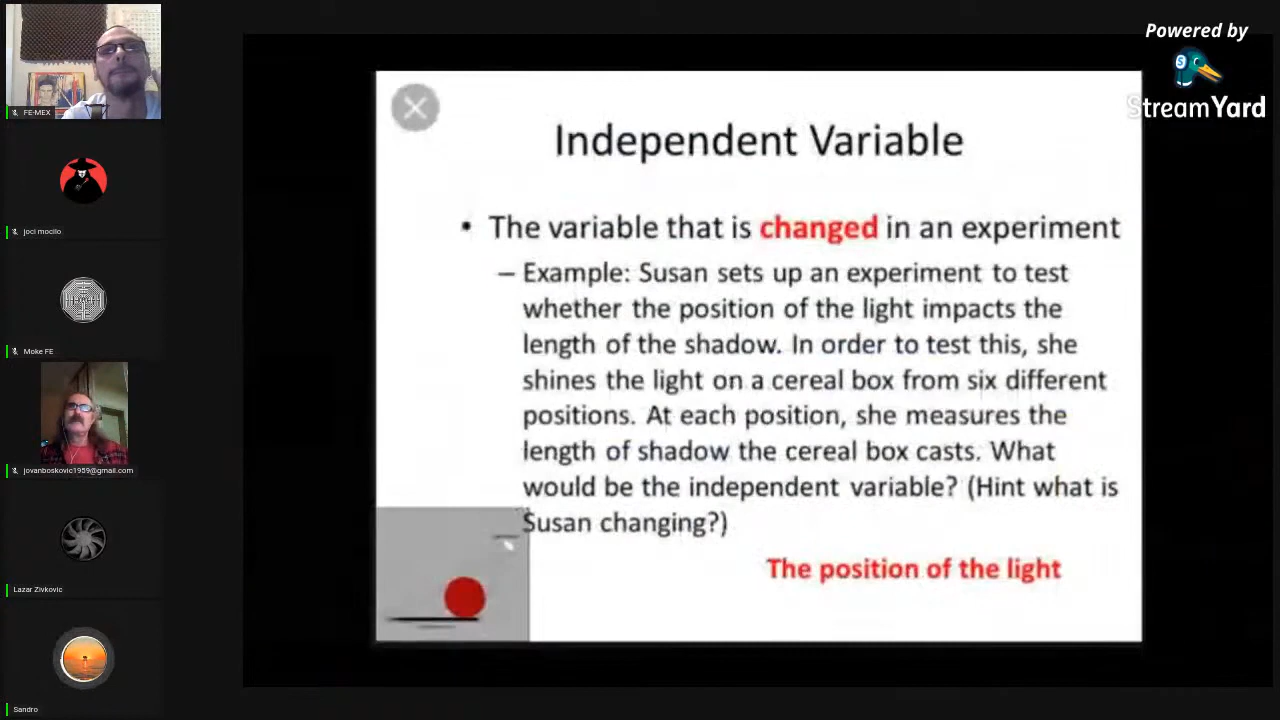 Powered by
StreamYard
FE-MEX
joci mocilo
Moke FE
jovanboskovic1959@gmail.com
Lazar Zivkovic
Sandro
Independent Variable
• The variable that is changed in an experiment
– Example: Susan sets up an experiment to test
whether the position of the light impacts the
length of the shadow. In order to test this, she
shines the light on a cereal box from six different
positions. At each position, she measures the
length of shadow the cereal box casts. What
would be the independent variable? (Hint what is
Susan changing?)
The position of the light